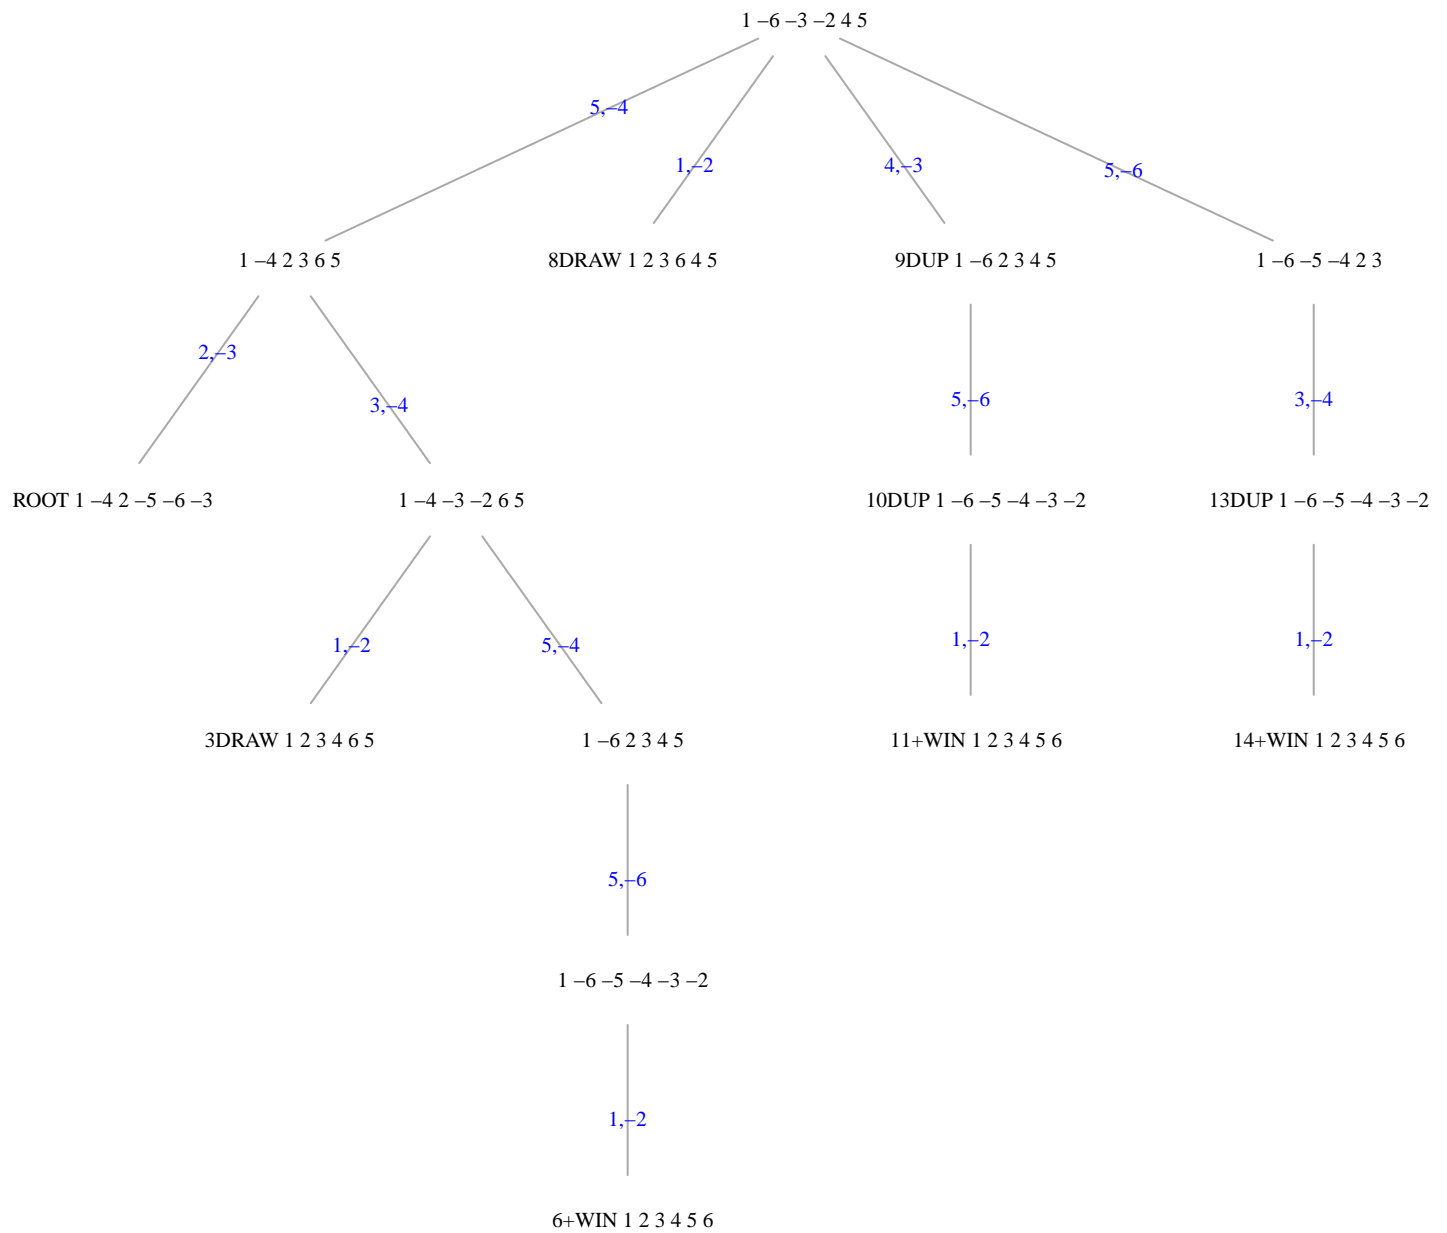 1 –6 –3 –2 4 5
5,–4
1,–2
4,–3
5,–6
1 –4 2 3 6 5
8DRAW 1 2 3 6 4 5
9DUP 1 –6 2 3 4 5
1 –6 –5 –4 2 3
2,–3
3,–4
5,–6
3,–4
ROOT 1 –4 2 –5 –6 –3
1 –4 –3 –2 6 5
10DUP 1 –6 –5 –4 –3 –2
13DUP 1 –6 –5 –4 –3 –2
1,–2
5,–4
1,–2
1,–2
3DRAW 1 2 3 4 6 5
1 –6 2 3 4 5
11+WIN 1 2 3 4 5 6
14+WIN 1 2 3 4 5 6
5,–6
1 –6 –5 –4 –3 –2
1,–2
6+WIN 1 2 3 4 5 6